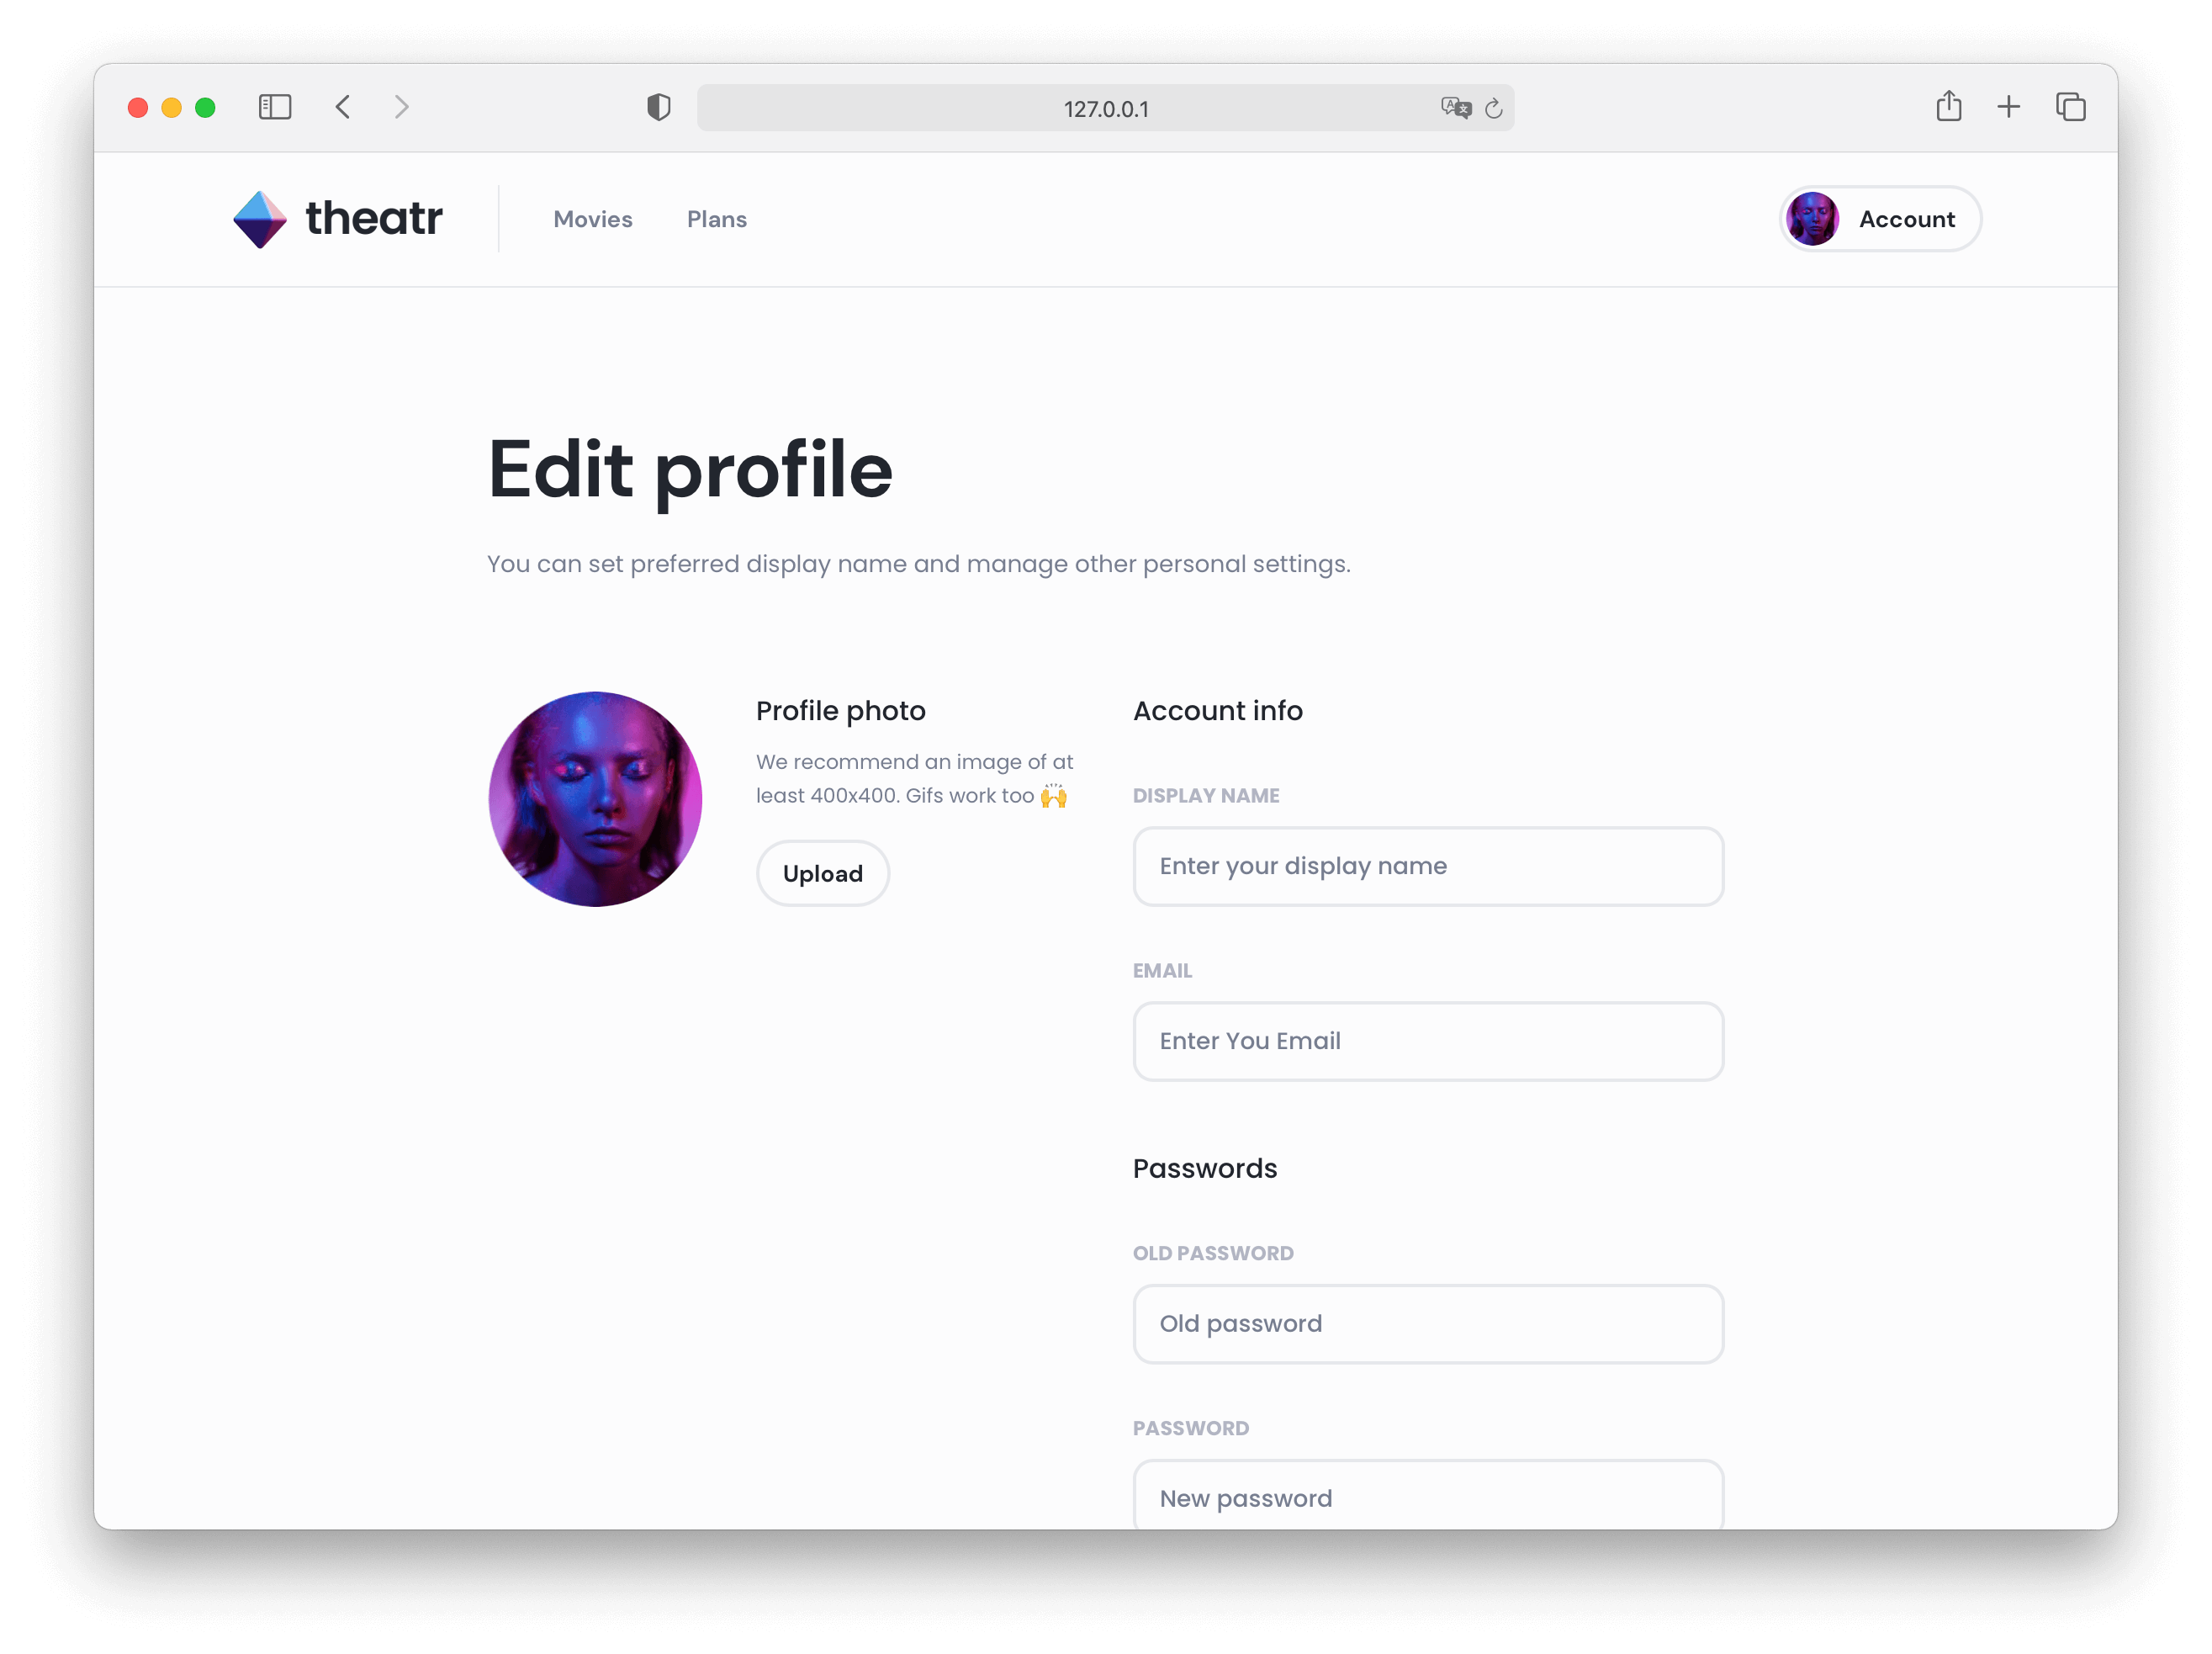 127.0.0.1
theatr
Movies
Plans
Account
Edit profile
You can set preferred display name and manage other personal settings.
Profile photo
We recommend an image of at
least 400x400. Gifs work too 🙌
Upload
Account info
DISPLAY NAME
Enter your display name
EMAIL
Enter You Email
Passwords
OLD PASSWORD
Old password
PASSWORD
New password